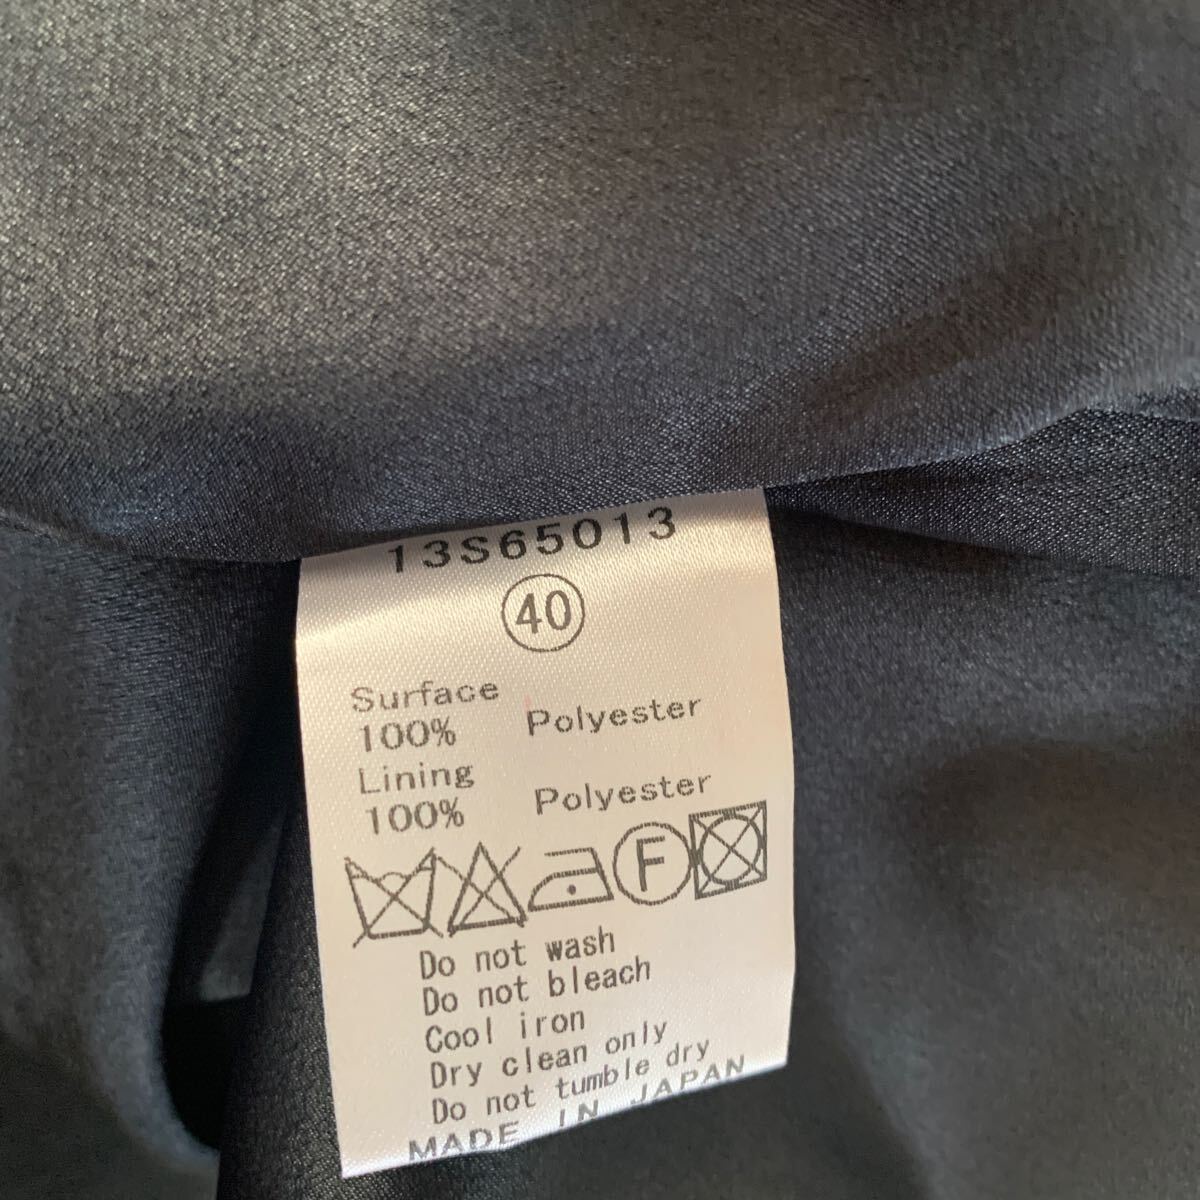 13S65013
40
Surface
100% Polyester
Lining
100% Polyester
F
Do not wash
Do not bleach
Cool iron
Dry clean only
Do not tumble dry
MADE IN JAPAN